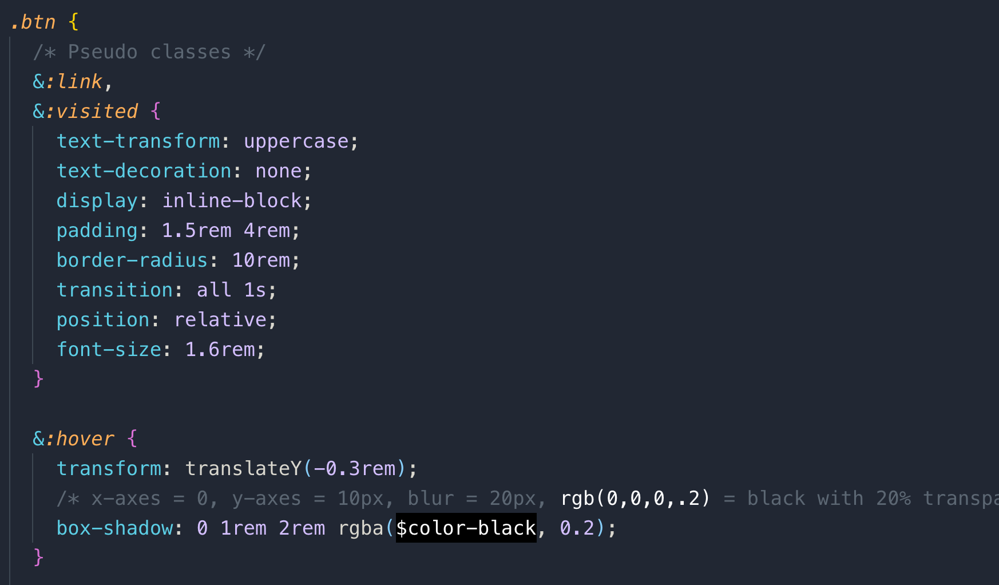 .btn {
/* Pseudo classes */
&:link,
&:visited {
text-transform: uppercase;
text-decoration: none;
display: inline-block;
padding: 1.5rem 4rem;
border-radius: 10rem;
transition: all 1s;
position: relative;
font-size: 1.6rem;
}
&:hover {
transform: translateY(-0.3rem);
/* x-axes = 0, y-axes = 10px, blur = 20px, rgb(0,0,0,.2) = black with 20%
box-shadow: 0 1rem 2rem rgba($color-black, 0.2);
}